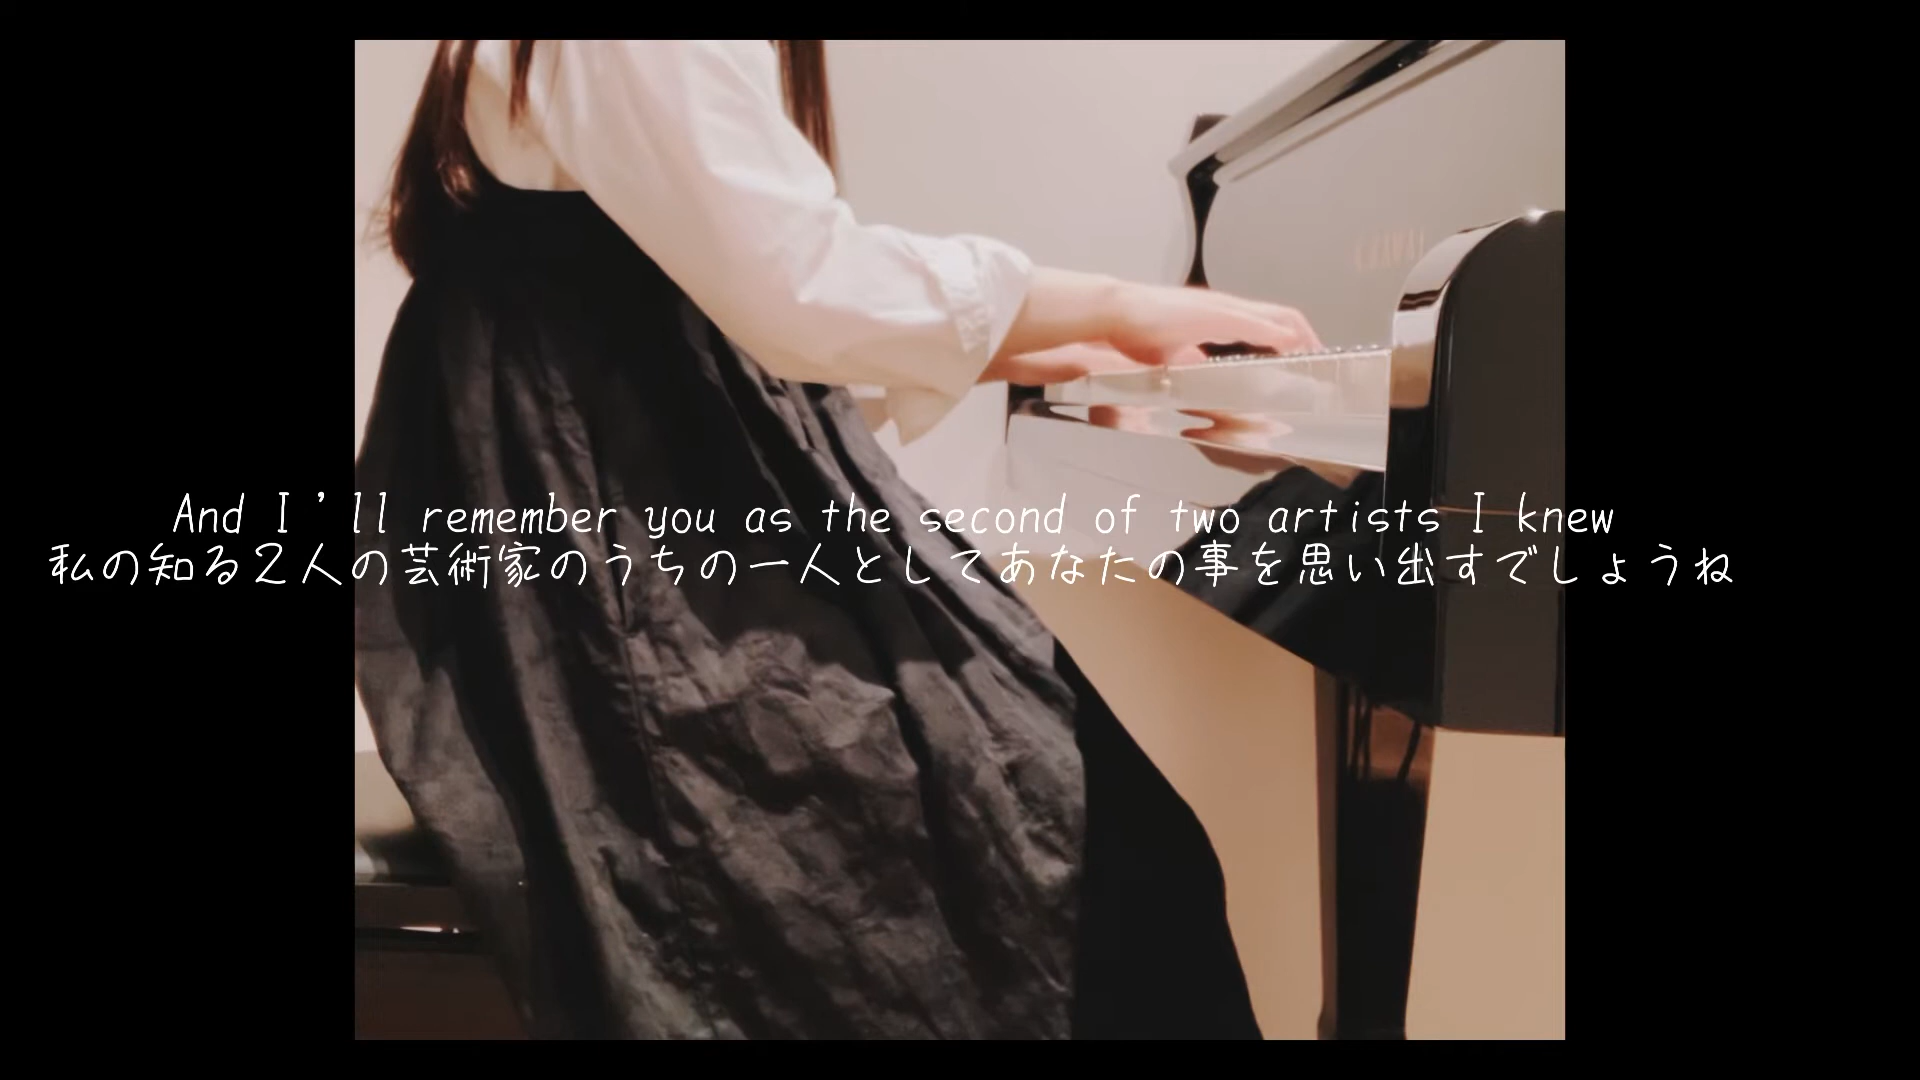 And I'll remember you as the second of two artists I knew
私の知る２人の芸術家のうちの一人としてあなたの事を思い出すでしょうね